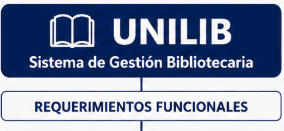 UNILIB
Sistema de Gestión Bibliotecaria
REQUERIMIENTOS FUNCIONALES